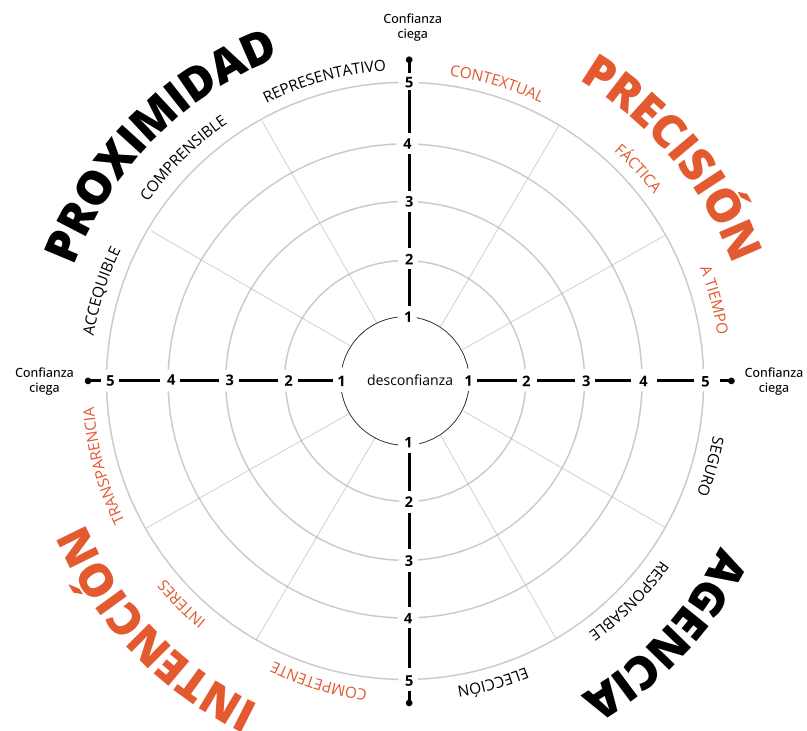 Confianza
ciega
PROXIMIDAD
PRECISIÓN
REPRESENTATIVO
CONTEXTUAL
COMPRENSIBLE
FÁCTICA
ACCEQUIBLE
A TIEMPO
5
4
3
2
1
Confianza
ciega
5 4 3 2 1
desconfianza
1 2 3 4 5
Confianza
ciega
1
2
3
4
5
TRANSPARENCIA
SEGURO
INTERES
RESPONSABLE
COMPETENTE
ELECCIÓN
INTENCIÓN
AGENCIA